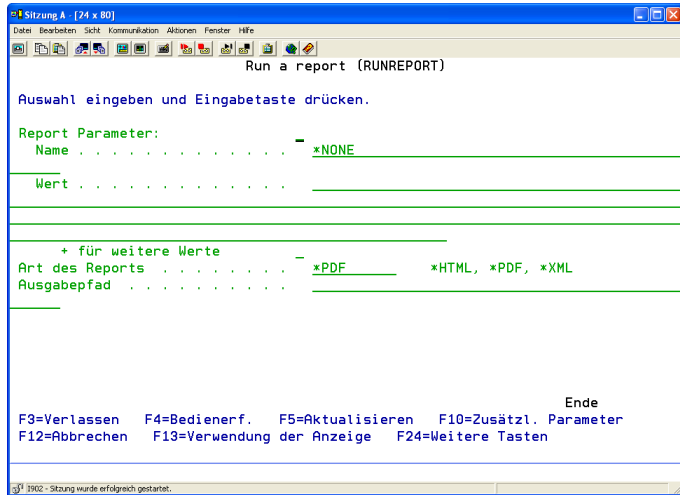 Sitzung A - [24 x 80]
Datei Bearbeiten Sicht Kommunikation Aktionen Fenster Hilfe
Run a report (RUNREPORT)
Auswahl eingeben und Eingabetaste drücken.
Report Parameter:
Name . . . . . . . . . . . . . *NONE
Wert . . . . . . . . . . . . .
+ für weitere Werte
Art des Reports . . . . . . . . *PDF *HTML, *PDF, *XML
Ausgabepfad . . . . . . . . . .
Ende
F3=Verlassen F4=Bedienerf. F5=Aktualisieren F10=Zusätzl. Parameter
F12=Abbrechen F13=Verwendung der Anzeige F24=Weitere Tasten
I902 - Sitzung wurde erfolgreich gestartet.